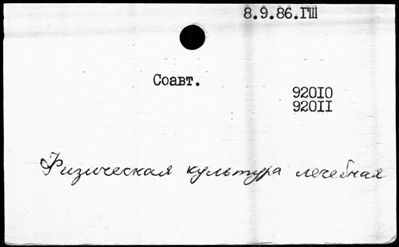 8.9.86.ГШ
Соавт.
92010
92011
Физическая культура лечебная